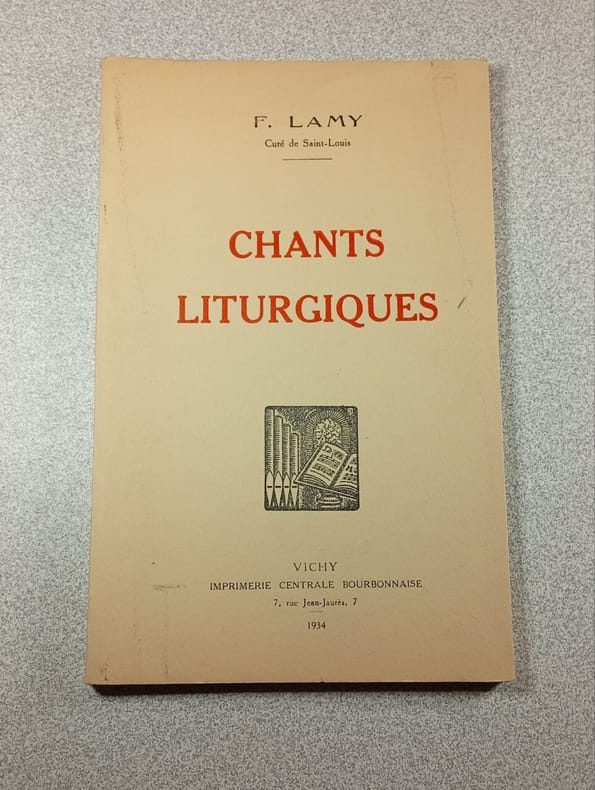 F. LAMY
Curé de Saint-Louis
CHANTS
LITURGIQUES
VICHY
IMPRIMERIE CENTRALE BOURBONNAISE
7, rue Jean-Jaurès, 7
1934